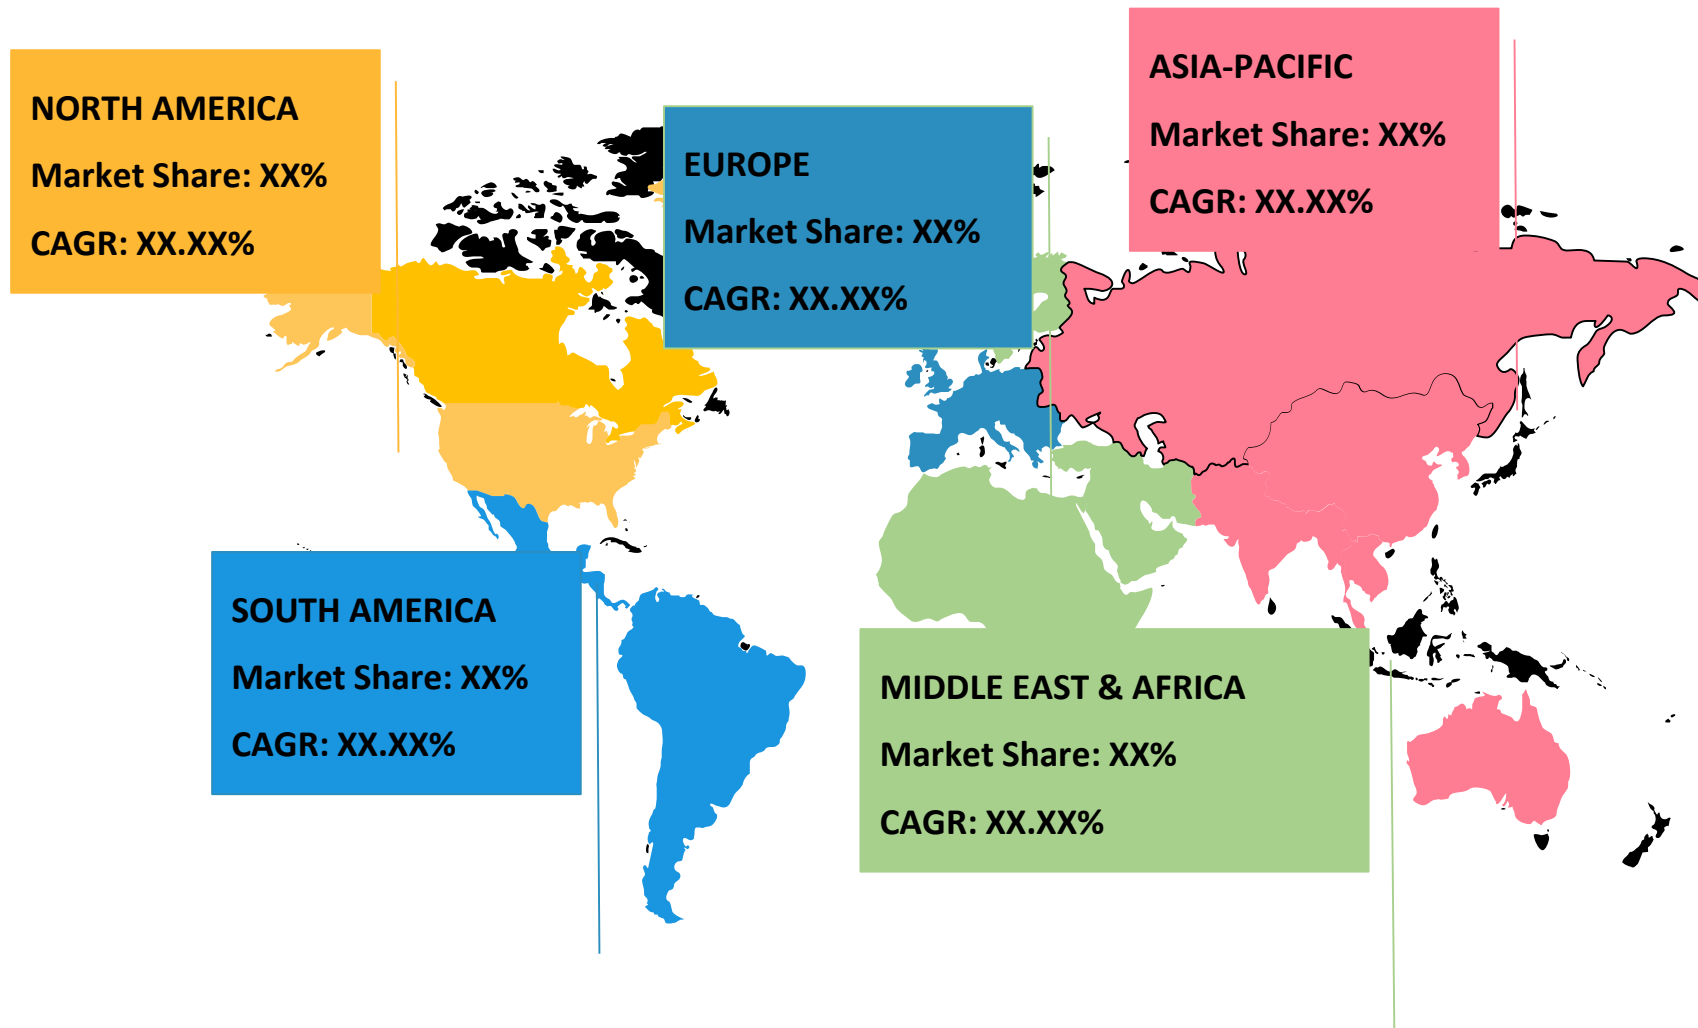 NORTH AMERICA
Market Share: XX%
CAGR: XX.XX%
EUROPE
Market Share: XX%
CAGR: XX.XX%
ASIA-PACIFIC
Market Share: XX%
CAGR: XX.XX%
SOUTH AMERICA
Market Share: XX%
CAGR: XX.XX%
MIDDLE EAST & AFRICA
Market Share: XX%
CAGR: XX.XX%